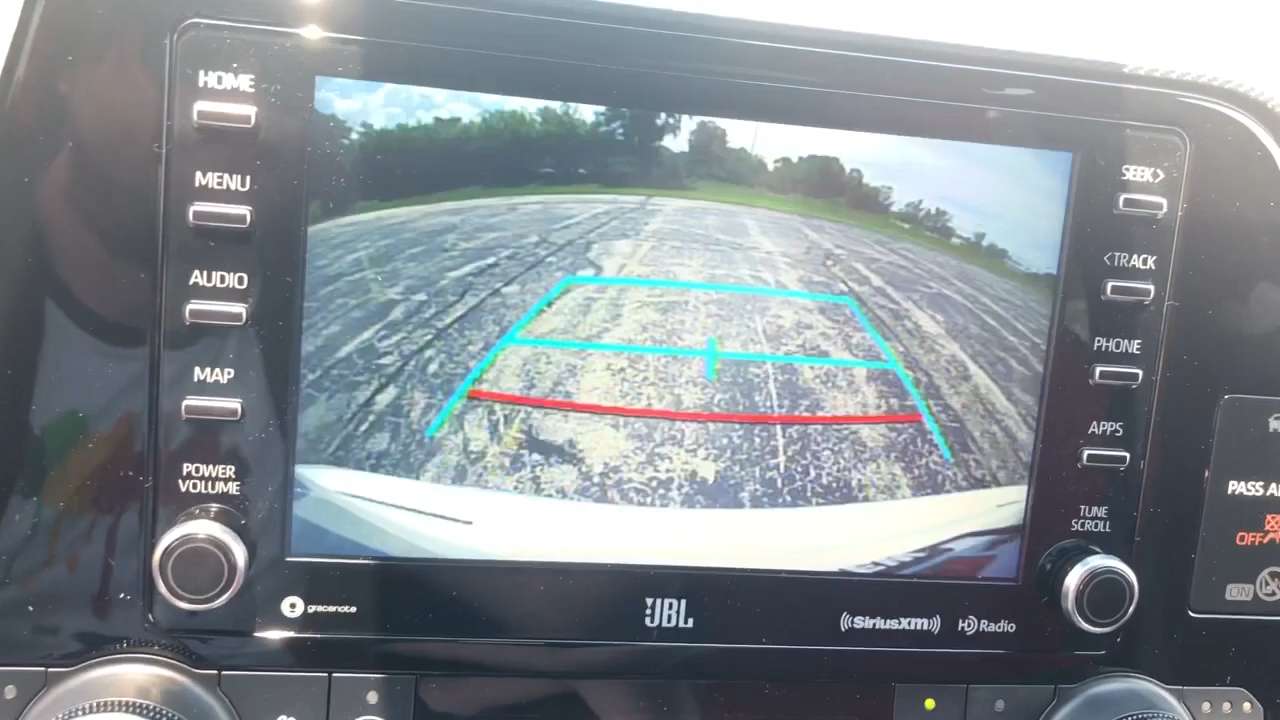 HOME
MENU
AUDIO
MAP
POWER
VOLUME
SEEK>
<TRACK
PHONE
APPS
TUNE
SCROLL
gracenote
JBL
((SiriusXM))
HD Radio
PASS
OFF
ON